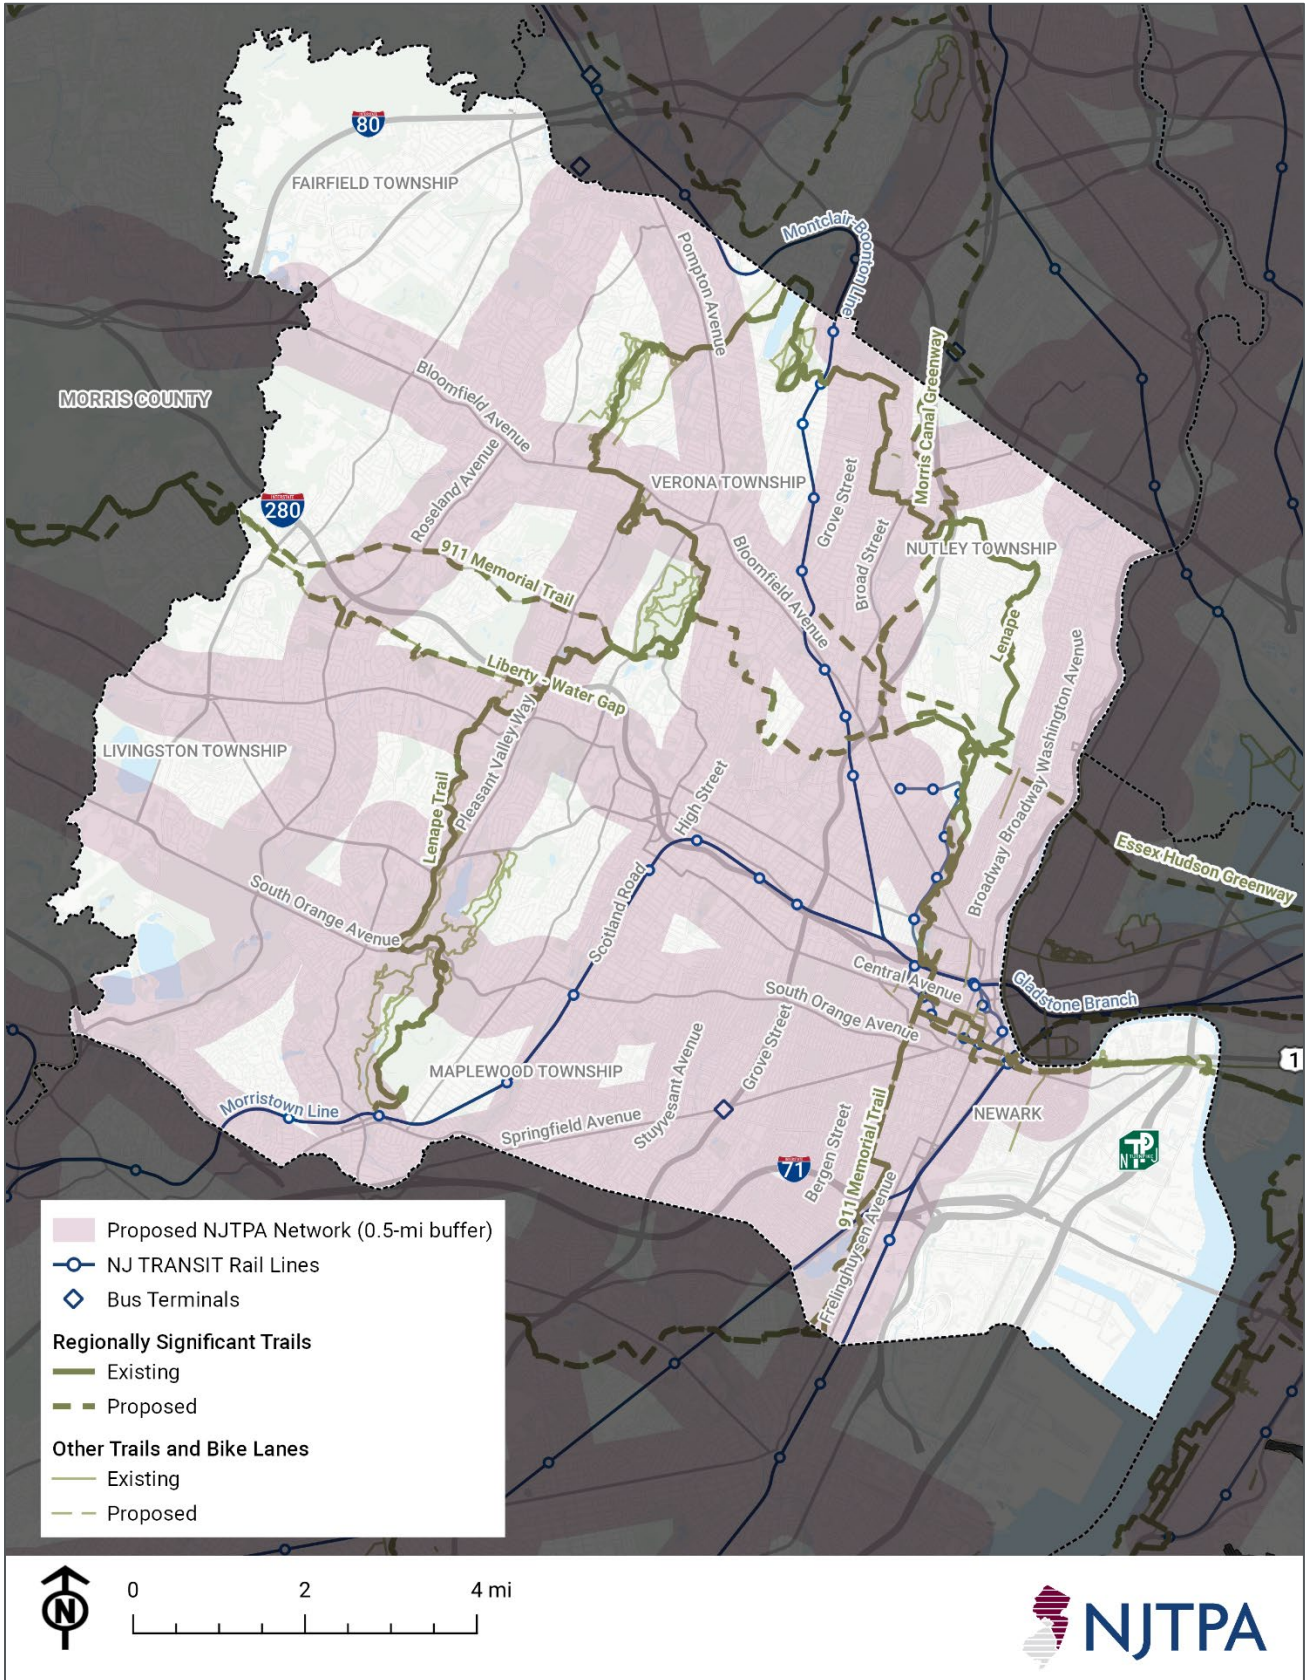 80
FAIRFIELD TOWNSHIP
Montclair-Boonton Line
Pompton Avenue
MORRIS COUNTY
Bloomfield Avenue
Morris Canal Greenway
Roseland Avenue
VERONA TOWNSHIP
Grove Street
INTERSTATE
280
Broad Street
NUTLEY TOWNSHIP
911 Memorial Trail
Bloomfield Avenue
Lenape
Liberty - Water Gap
LIVINGSTON TOWNSHIP
Pleasant Valley Way
Lenape Trail
High Street
Broadway Broadway Washington Avenue
Essex Hudson Greenway
South Orange Avenue
Scotland Road
Central Avenue
Gladstone Branch
South Orange Avenue
1
Grove Street
Stuyvesant Avenue
MAPLEWOOD TOWNSHIP
Morristown Line
Springfield Avenue
NEWARK
Bergen Street
911 Memorial Trail
71
N TP
Frelinghuysen Avenue
Proposed NJTPA Network (0.5-mi buffer)
NJ TRANSIT Rail Lines
Bus Terminals
Regionally Significant Trails
Existing
Proposed
Other Trails and Bike Lanes
Existing
Proposed
N
0 2 4 mi
NJTPA